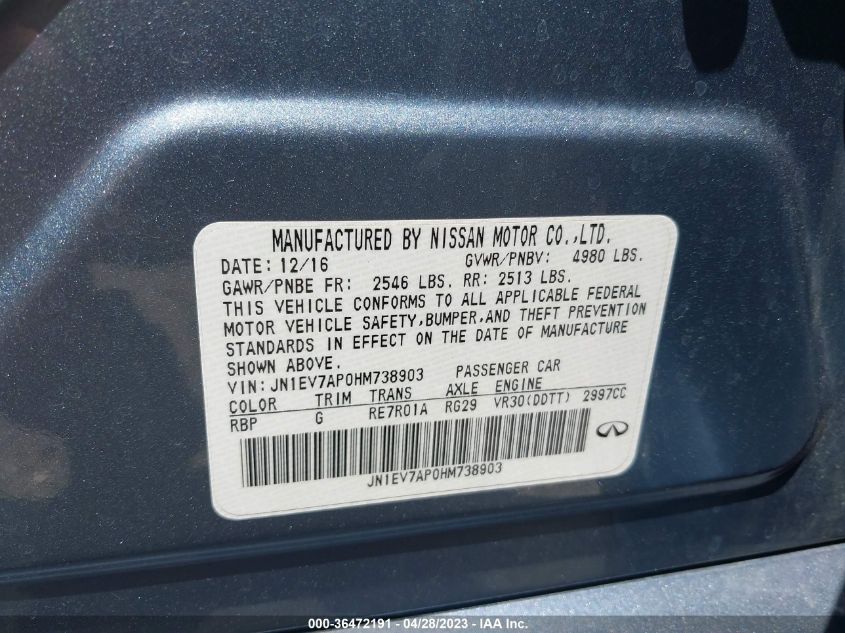 MANUFACTURED BY NISSAN MOTOR CO.,LTD.
DATE: 12/16 GVWR/PNBV: 4980 LBS.
GAWR/PNBE FR: 2546 LBS. RR: 2513 LBS.
THIS VEHICLE CONFORMS TO ALL APPLICABLE FEDERAL
MOTOR VEHICLE SAFETY,BUMPER,AND THEFT PREVENTION
STANDARDS IN EFFECT ON THE DATE OF MANUFACTURE
SHOWN ABOVE.
VIN:JN1EV7AP0HM738903 PASSENGER CAR
COLOR TRIM TRANS AXLE ENGINE
RBP G RE7R01A RG29 VR30(DDTT) 2997CC
JN1EV7AP0HM738903
000-36472191 - 04/28/2023 - IAA Inc.